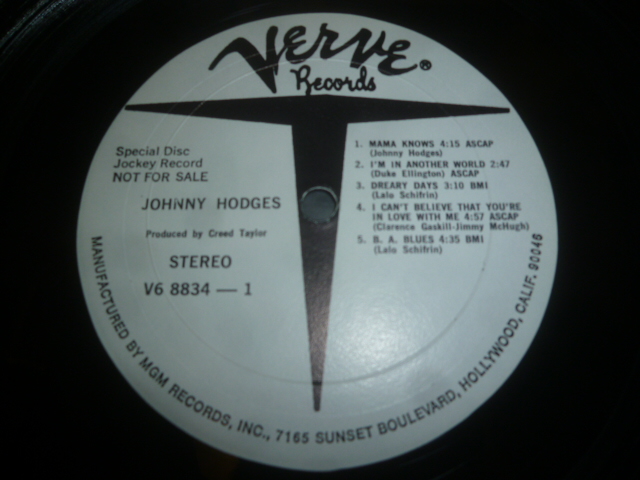 Verve®
Records
Special Disc
Jockey Record
NOT FOR SALE
JOHNNY HODGES
Produced by Creed Taylor
STEREO
V6 8834 — 1
1. MAMA KNOWS 4:15 ASCAP
(Johnny Hodges)
2. I'M IN ANOTHER WORLD 2:47
(Duke Ellington) ASCAP
3. DREARY DAYS 3:10 BMI
(Lalo Schifrin)
4. I CAN'T BELIEVE THAT YOU'RE
IN LOVE WITH ME 4:57 ASCAP
(Clarence Gaskill-Jimmy McHugh)
5. B. A. BLUES 4:35 BMI
(Lalo Schifrin)
MANUFACTURED BY MGM RECORDS, INC., 7165 SUNSET BOULEVARD, HOLLYWOOD, CALIF. 90046